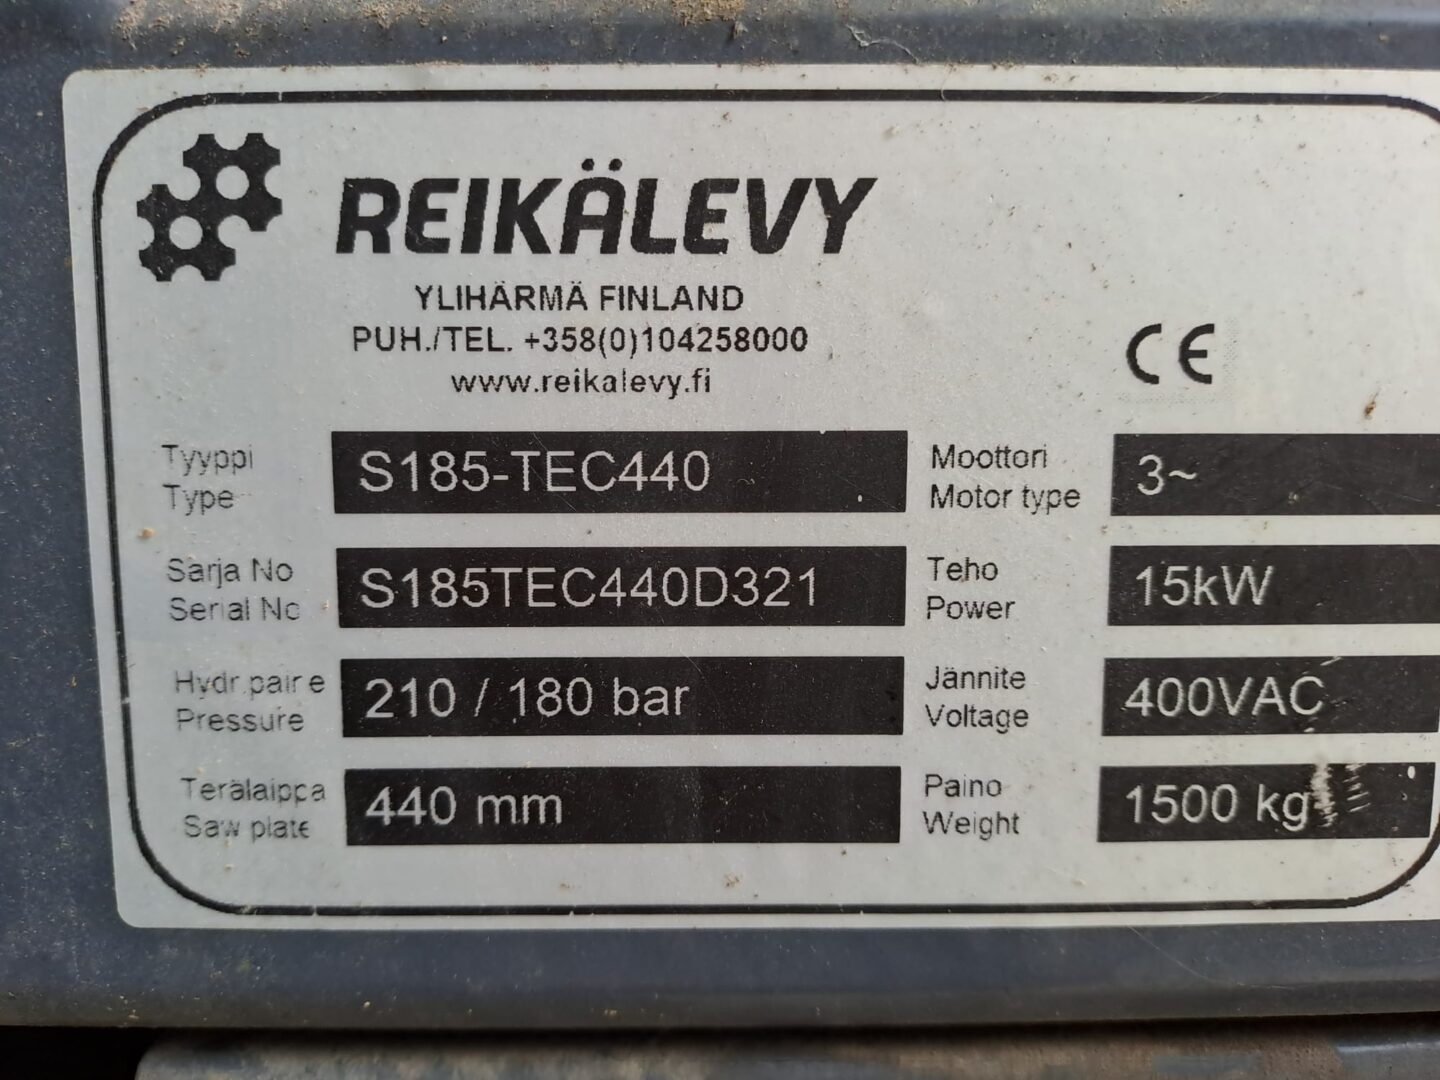 REIKÄLEVY
YLIHÄRMÄ FINLAND
PUH./TEL. +358(0)104258000
www.reikalevy.fi
CE
Tyyppi
Type
S185-TEC440
Moottori
Motor type
3~
Sarja No
Serial No
S185TEC440D321
Teho
Power
15kW
Hydr.paine
Pressure
210 / 180 bar
Jännite
Voltage
400VAC
Terälaippa
Saw plate
440 mm
Paino
Weight
1500 kg